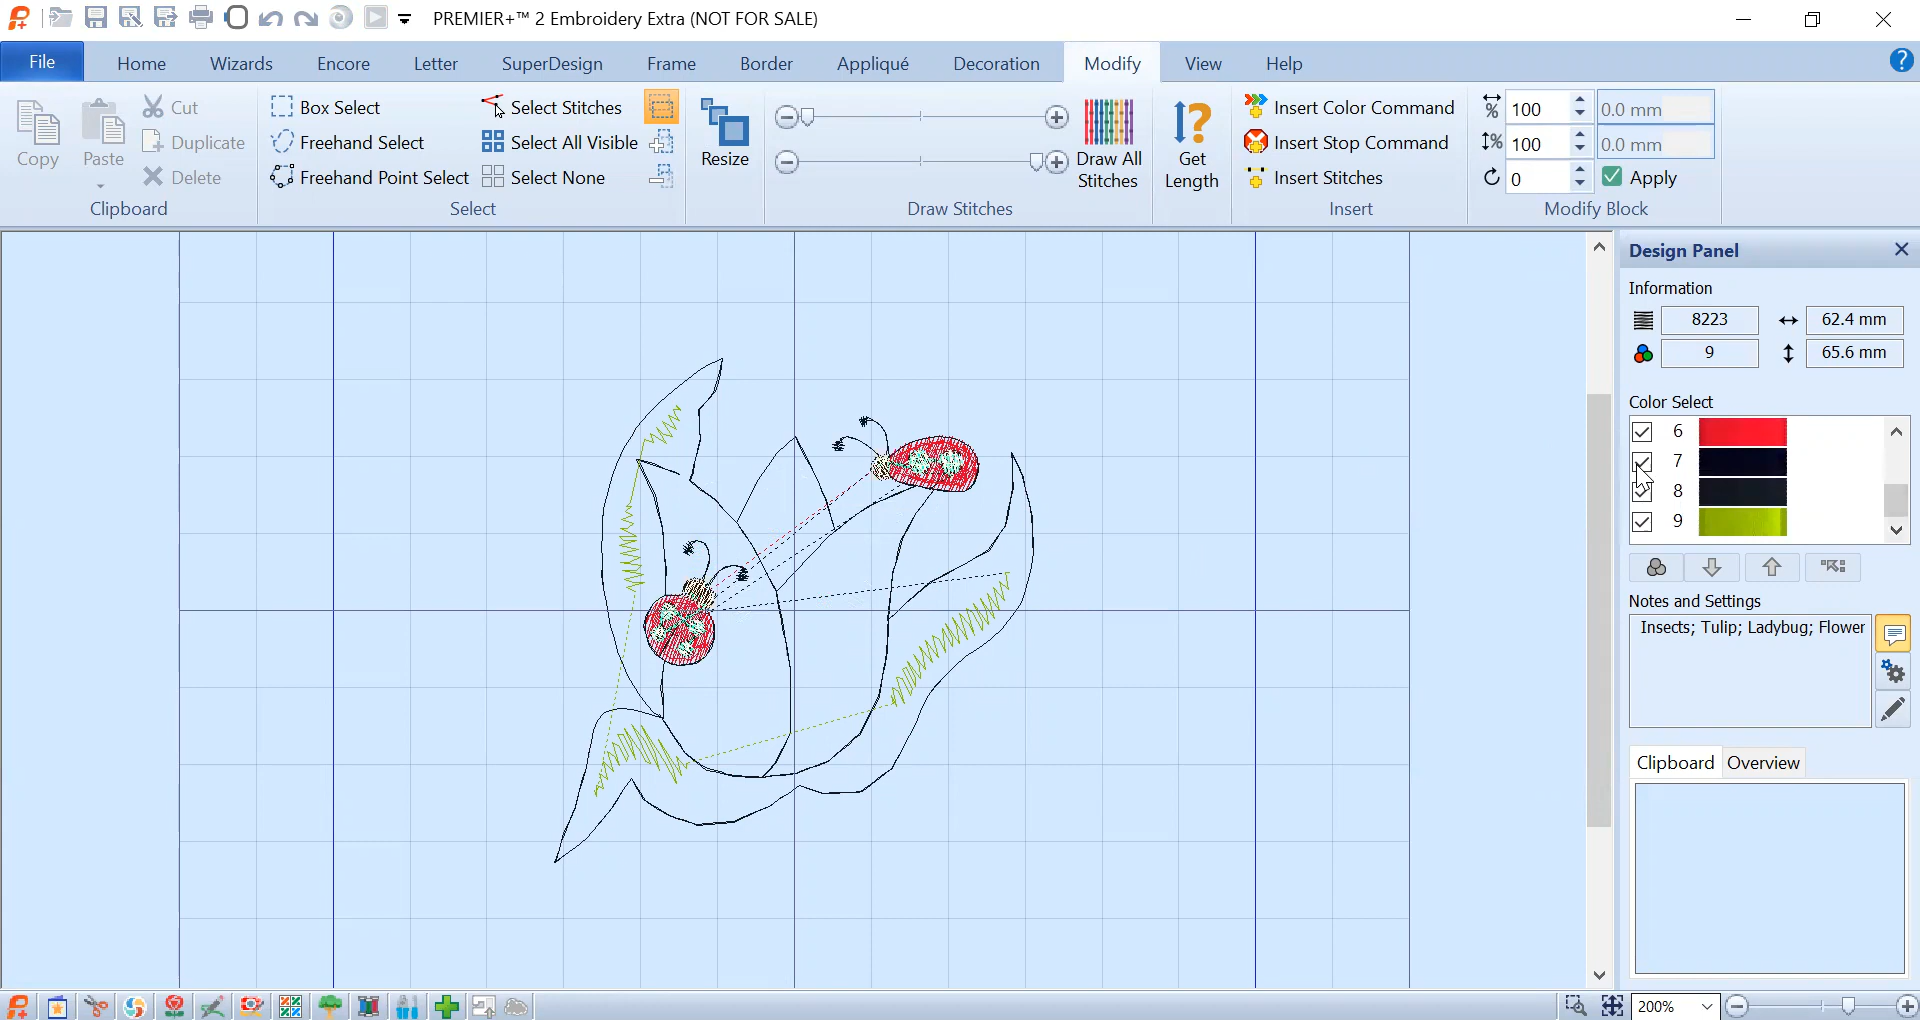 PREMIER+™ 2 Embroidery Extra (NOT FOR SALE)
File Home Wizards Encore Letter SuperDesign Frame Border Appliqué Decoration Modify View Help
Copy
Paste
Cut
Duplicate
Delete
Clipboard
Box Select
Freehand Select
Freehand Point Select
Select Stitches
Select All Visible
Select None
Select
Resize
Draw All
Stitches
Draw Stitches
Get
Length
Insert Color Command
Insert Stop Command
Insert Stitches
Insert
% 100 0.0 mm
% 100 0.0 mm
0 Apply
Modify Block
Design Panel
Information
8223 62.4 mm
9 65.6 mm
Color Select
6
7
8
9
Notes and Settings
Insects; Tulip; Ladybug; Flower
Clipboard Overview
200%